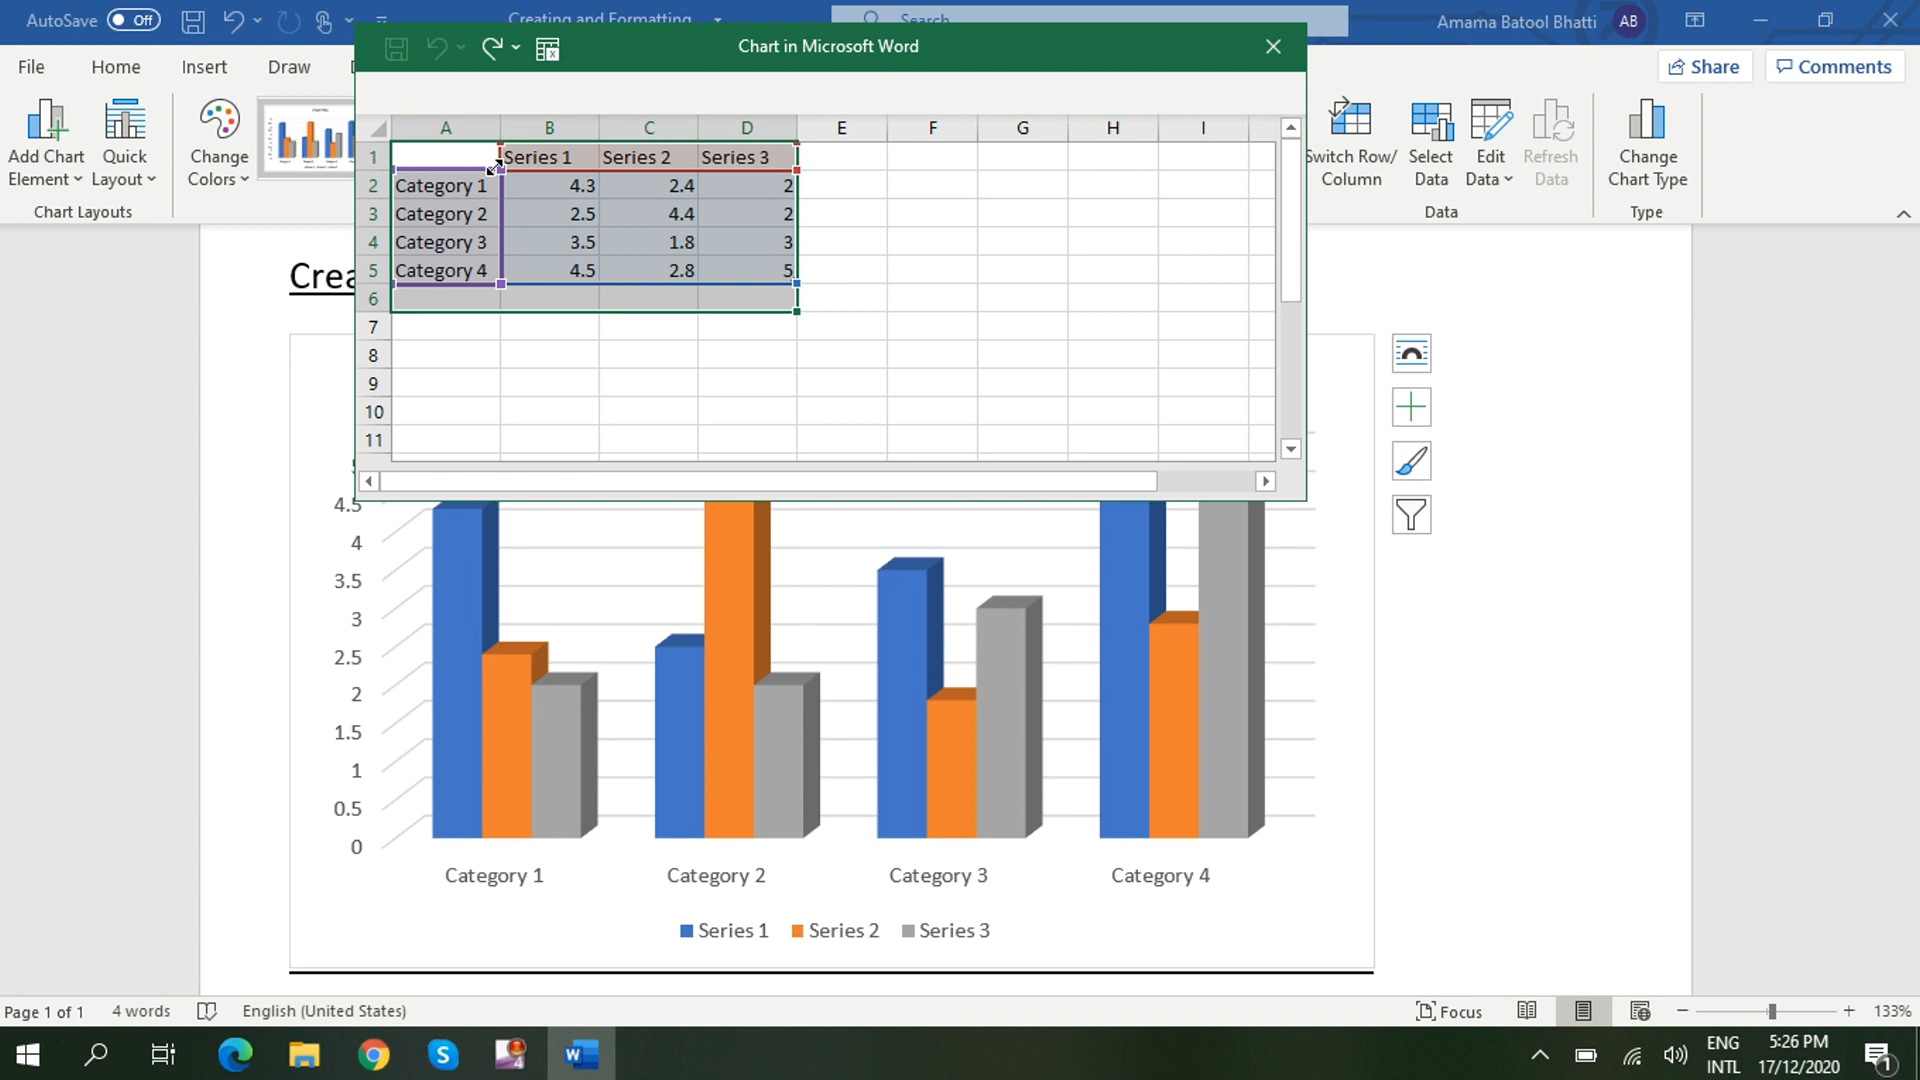 AutoSave Off Creating and Formatting Search Amama Batool Bhatti AB
Chart in Microsoft Word
File Home Insert Draw Share Comments
Add Chart Element Quick Layout Change Colors Switch Row/ Column Select Data Edit Data Refresh Data Change Chart Type
Chart Layouts Data Type
A B C D E F G H I
1 Series 1 Series 2 Series 3
2 Category 1 4.3 2.4 2
3 Category 2 2.5 4.4 2
4 Category 3 3.5 1.8 3
5 Category 4 4.5 2.8 5
6
7
8
9
10
11
Crea
4.5
4
3.5
3
2.5
2
1.5
1
0.5
0
Category 1 Category 2 Category 3 Category 4
Series 1 Series 2 Series 3
Page 1 of 1 4 words English (United States) Focus 133%
4 W ENG 5:26 PM 1
INTL 17/12/2020